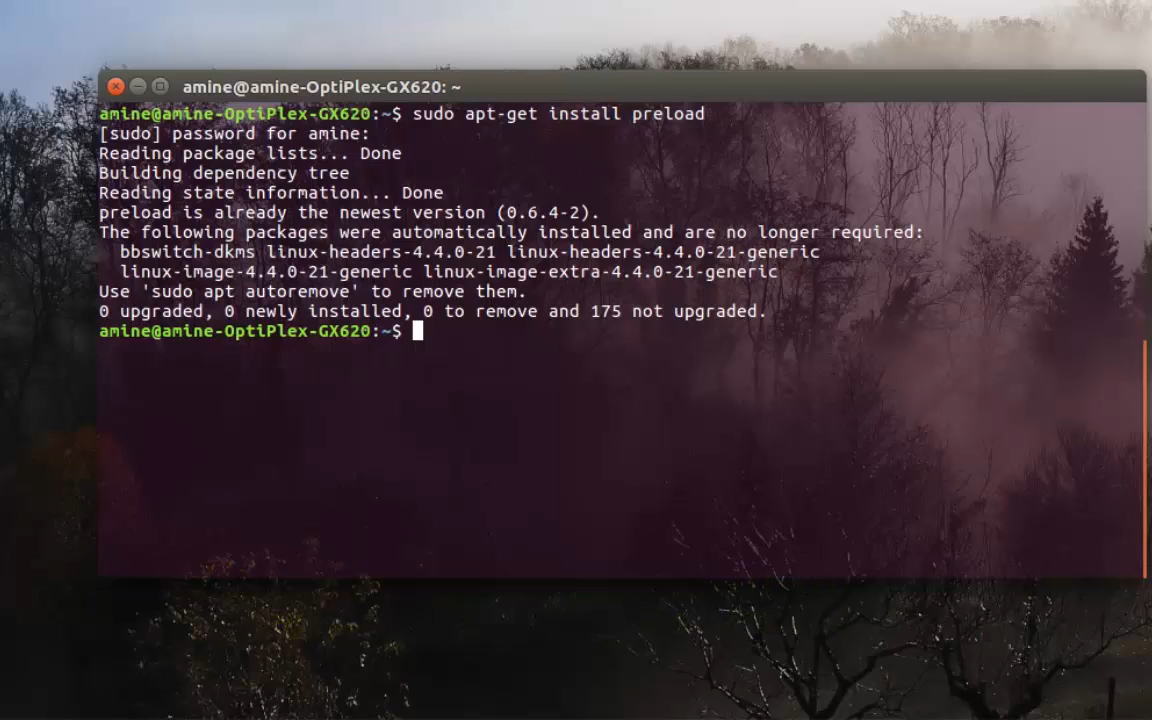 amine@amine-OptiPlex-GX620: ~
amine@amine-OptiPlex-GX620:~$ sudo apt-get install preload
[sudo] password for amine:
Reading package lists... Done
Building dependency tree
Reading state information... Done
preload is already the newest version (0.6.4-2).
The following packages were automatically installed and are no longer required:
  bbswitch-dkms linux-headers-4.4.0-21 linux-headers-4.4.0-21-generic
  linux-image-4.4.0-21-generic linux-image-extra-4.4.0-21-generic
Use 'sudo apt autoremove' to remove them.
0 upgraded, 0 newly installed, 0 to remove and 175 not upgraded.
amine@amine-OptiPlex-GX620:~$